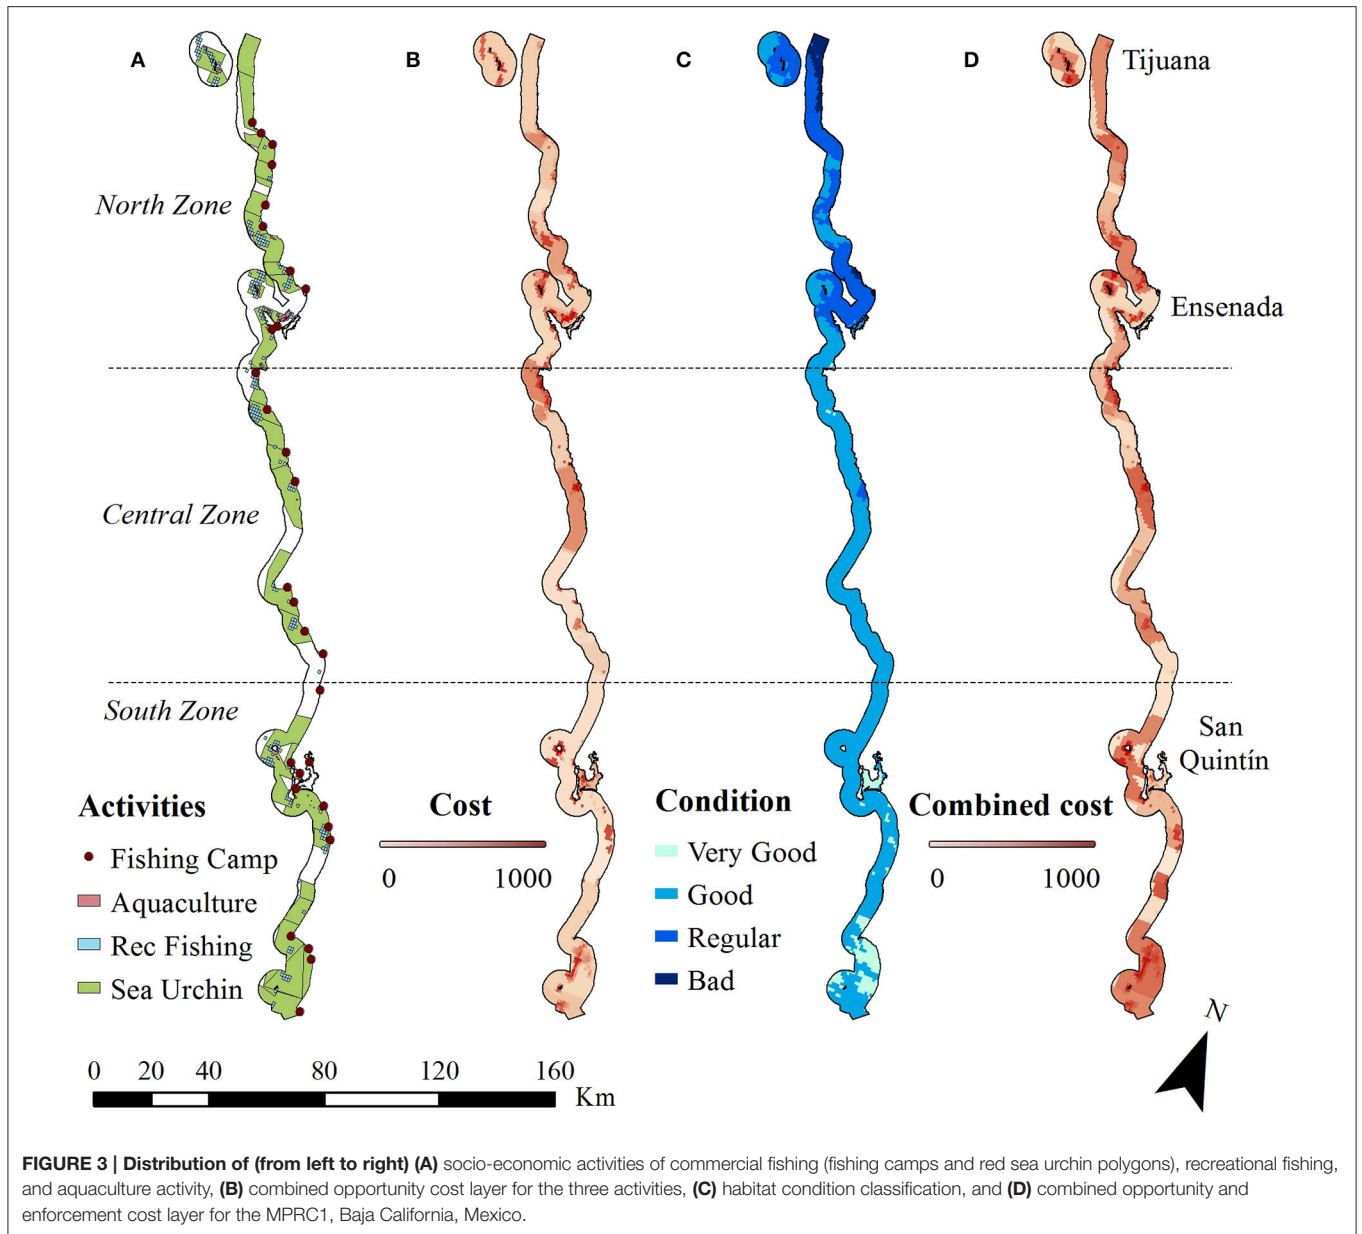 A
B
C
D
Tijuana
North Zone
Ensenada
Central Zone
South Zone
San
Quintín
Activities
Fishing Camp
Aquaculture
Rec Fishing
Sea Urchin
Cost
0 1000
Condition
Very Good
Good
Regular
Bad
Combined cost
0 1000
N
0 20 40 80 120 160
Km
FIGURE 3 | Distribution of (from left to right) (A) socio-economic activities of commercial fishing (fishing camps and red sea urchin polygons), recreational fishing,
and aquaculture activity, (B) combined opportunity cost layer for the three activities, (C) habitat condition classification, and (D) combined opportunity and
enforcement cost layer for the MPRC1, Baja California, Mexico.